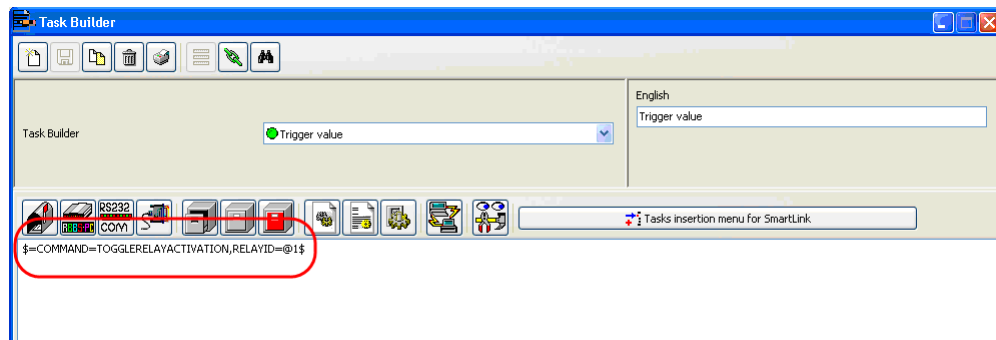 Task Builder
English
Trigger value
Task Builder
Trigger value
RS232
COM
Tasks insertion menu for SmartLink
$=COMMAND=TOGGLERELAYACTIVATION,RELAYID=@1$